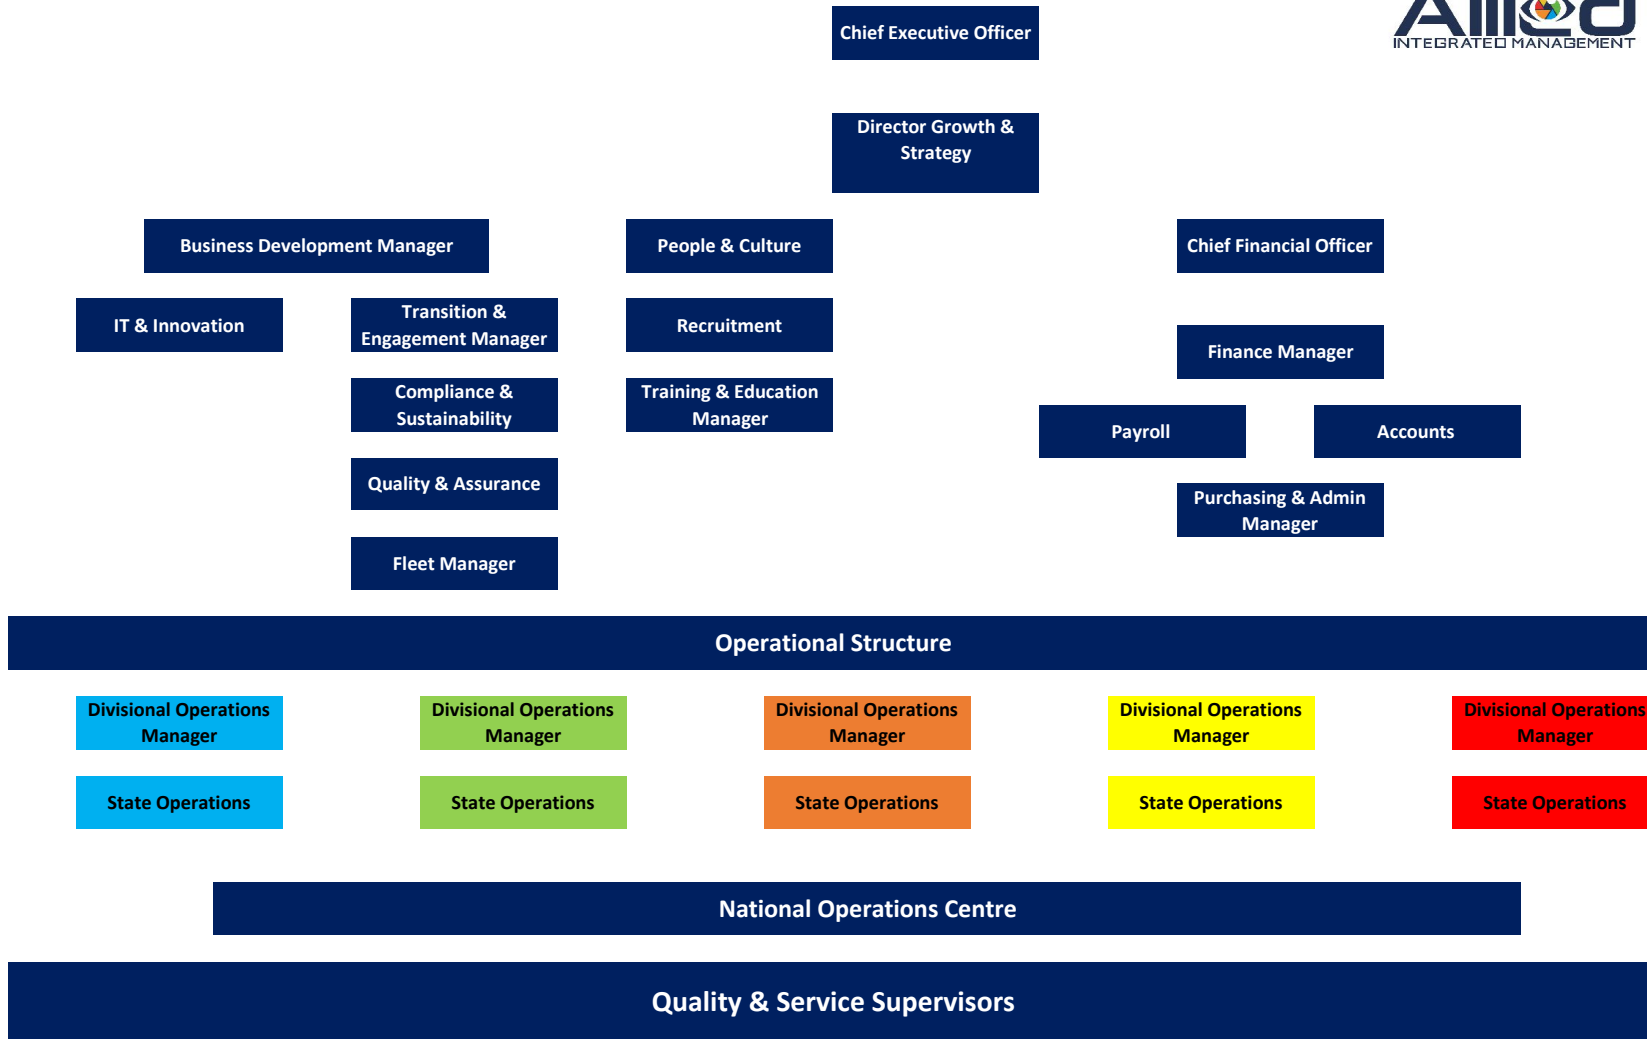 Allied
INTEGRATED MANAGEMENT
Chief Executive Officer
Director Growth &
Strategy
Business Development Manager
People & Culture
Chief Financial Officer
IT & Innovation
Transition &
Engagement Manager
Recruitment
Finance Manager
Compliance &
Sustainability
Training & Education
Manager
Payroll
Accounts
Quality & Assurance
Purchasing & Admin
Manager
Fleet Manager
Operational Structure
Divisional Operations
Manager
Divisional Operations
Manager
Divisional Operations
Manager
Divisional Operations
Manager
Divisional Operations
Manager
State Operations
State Operations
State Operations
State Operations
State Operations
National Operations Centre
Quality & Service Supervisors